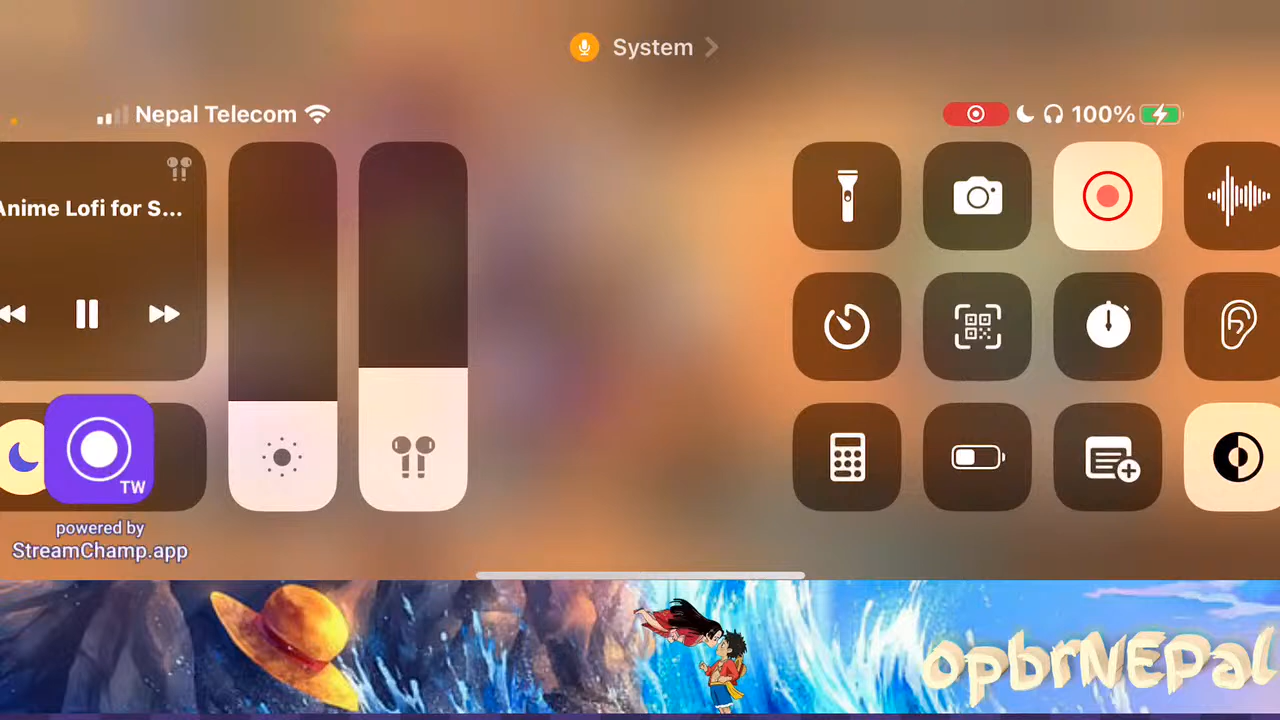 System
Nepal Telecom
100%
Anime Lofi for S...
TW
powered by
StreamChamp.app
opbrNEPal